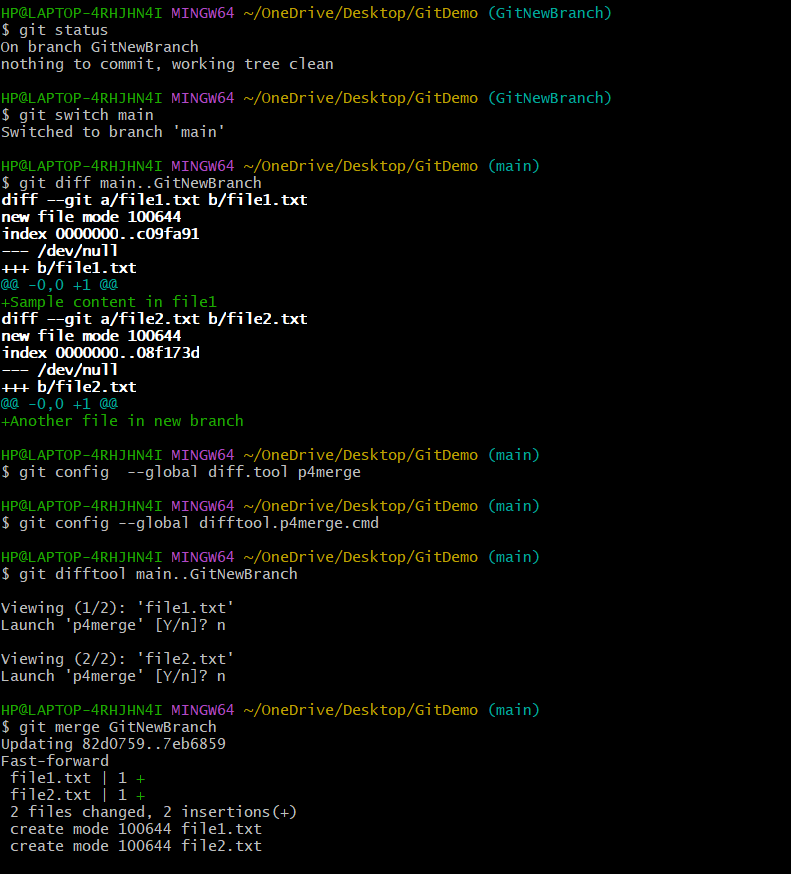 HP@LAPTOP-4RHJHN4I MINGW64 ~/OneDrive/Desktop/GitDemo (GitNewBranch)
$ git status
On branch GitNewBranch
nothing to commit, working tree clean

HP@LAPTOP-4RHJHN4I MINGW64 ~/OneDrive/Desktop/GitDemo (GitNewBranch)
$ git switch main
Switched to branch 'main'

HP@LAPTOP-4RHJHN4I MINGW64 ~/OneDrive/Desktop/GitDemo (main)
$ git diff main..GitNewBranch
diff --git a/file1.txt b/file1.txt
new file mode 100644
index 0000000..c09fa91
--- /dev/null
+++ b/file1.txt
@@ -0,0 +1 @@
+Sample content in file1
diff --git a/file2.txt b/file2.txt
new file mode 100644
index 0000000..08f173d
--- /dev/null
+++ b/file2.txt
@@ -0,0 +1 @@
+Another file in new branch

HP@LAPTOP-4RHJHN4I MINGW64 ~/OneDrive/Desktop/GitDemo (main)
$ git config  --global diff.tool p4merge

HP@LAPTOP-4RHJHN4I MINGW64 ~/OneDrive/Desktop/GitDemo (main)
$ git config --global difftool.p4merge.cmd

HP@LAPTOP-4RHJHN4I MINGW64 ~/OneDrive/Desktop/GitDemo (main)
$ git difftool main..GitNewBranch

Viewing (1/2): 'file1.txt'
Launch 'p4merge' [Y/n]? n

Viewing (2/2): 'file2.txt'
Launch 'p4merge' [Y/n]? n

HP@LAPTOP-4RHJHN4I MINGW64 ~/OneDrive/Desktop/GitDemo (main)
$ git merge GitNewBranch
Updating 82d0759..7eb6859
Fast-forward
 file1.txt | 1 +
 file2.txt | 1 +
 2 files changed, 2 insertions(+)
 create mode 100644 file1.txt
 create mode 100644 file2.txt